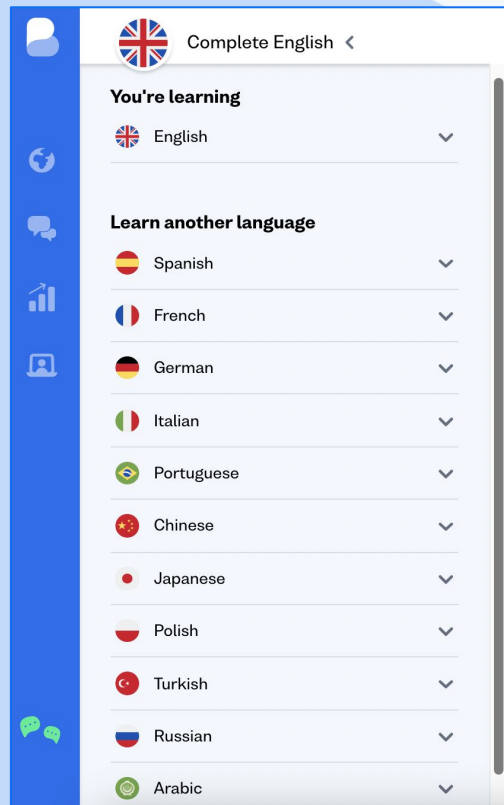 Complete English
You're learning
English
Learn another language
Spanish
French
German
Italian
Portuguese
Chinese
Japanese
Polish
Turkish
Russian
Arabic